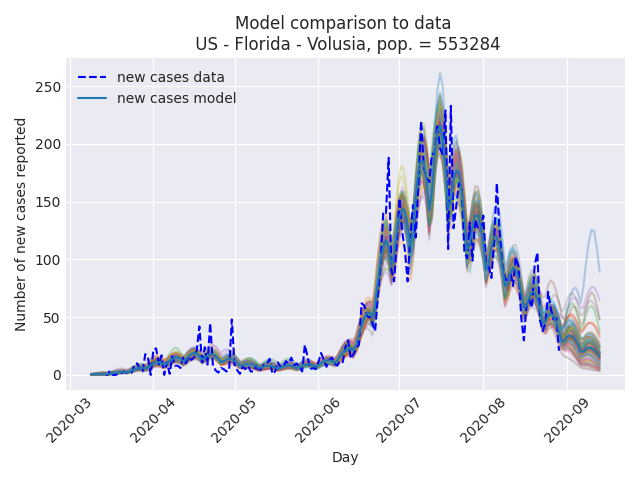 Model comparison to data
US - Florida - Volusia, pop. = 553284
new cases data
new cases model
Number of new cases reported
250
200
150
100
50
0
2020-03
2020-04
2020-05
2020-06
2020-07
2020-08
2020-09
Day